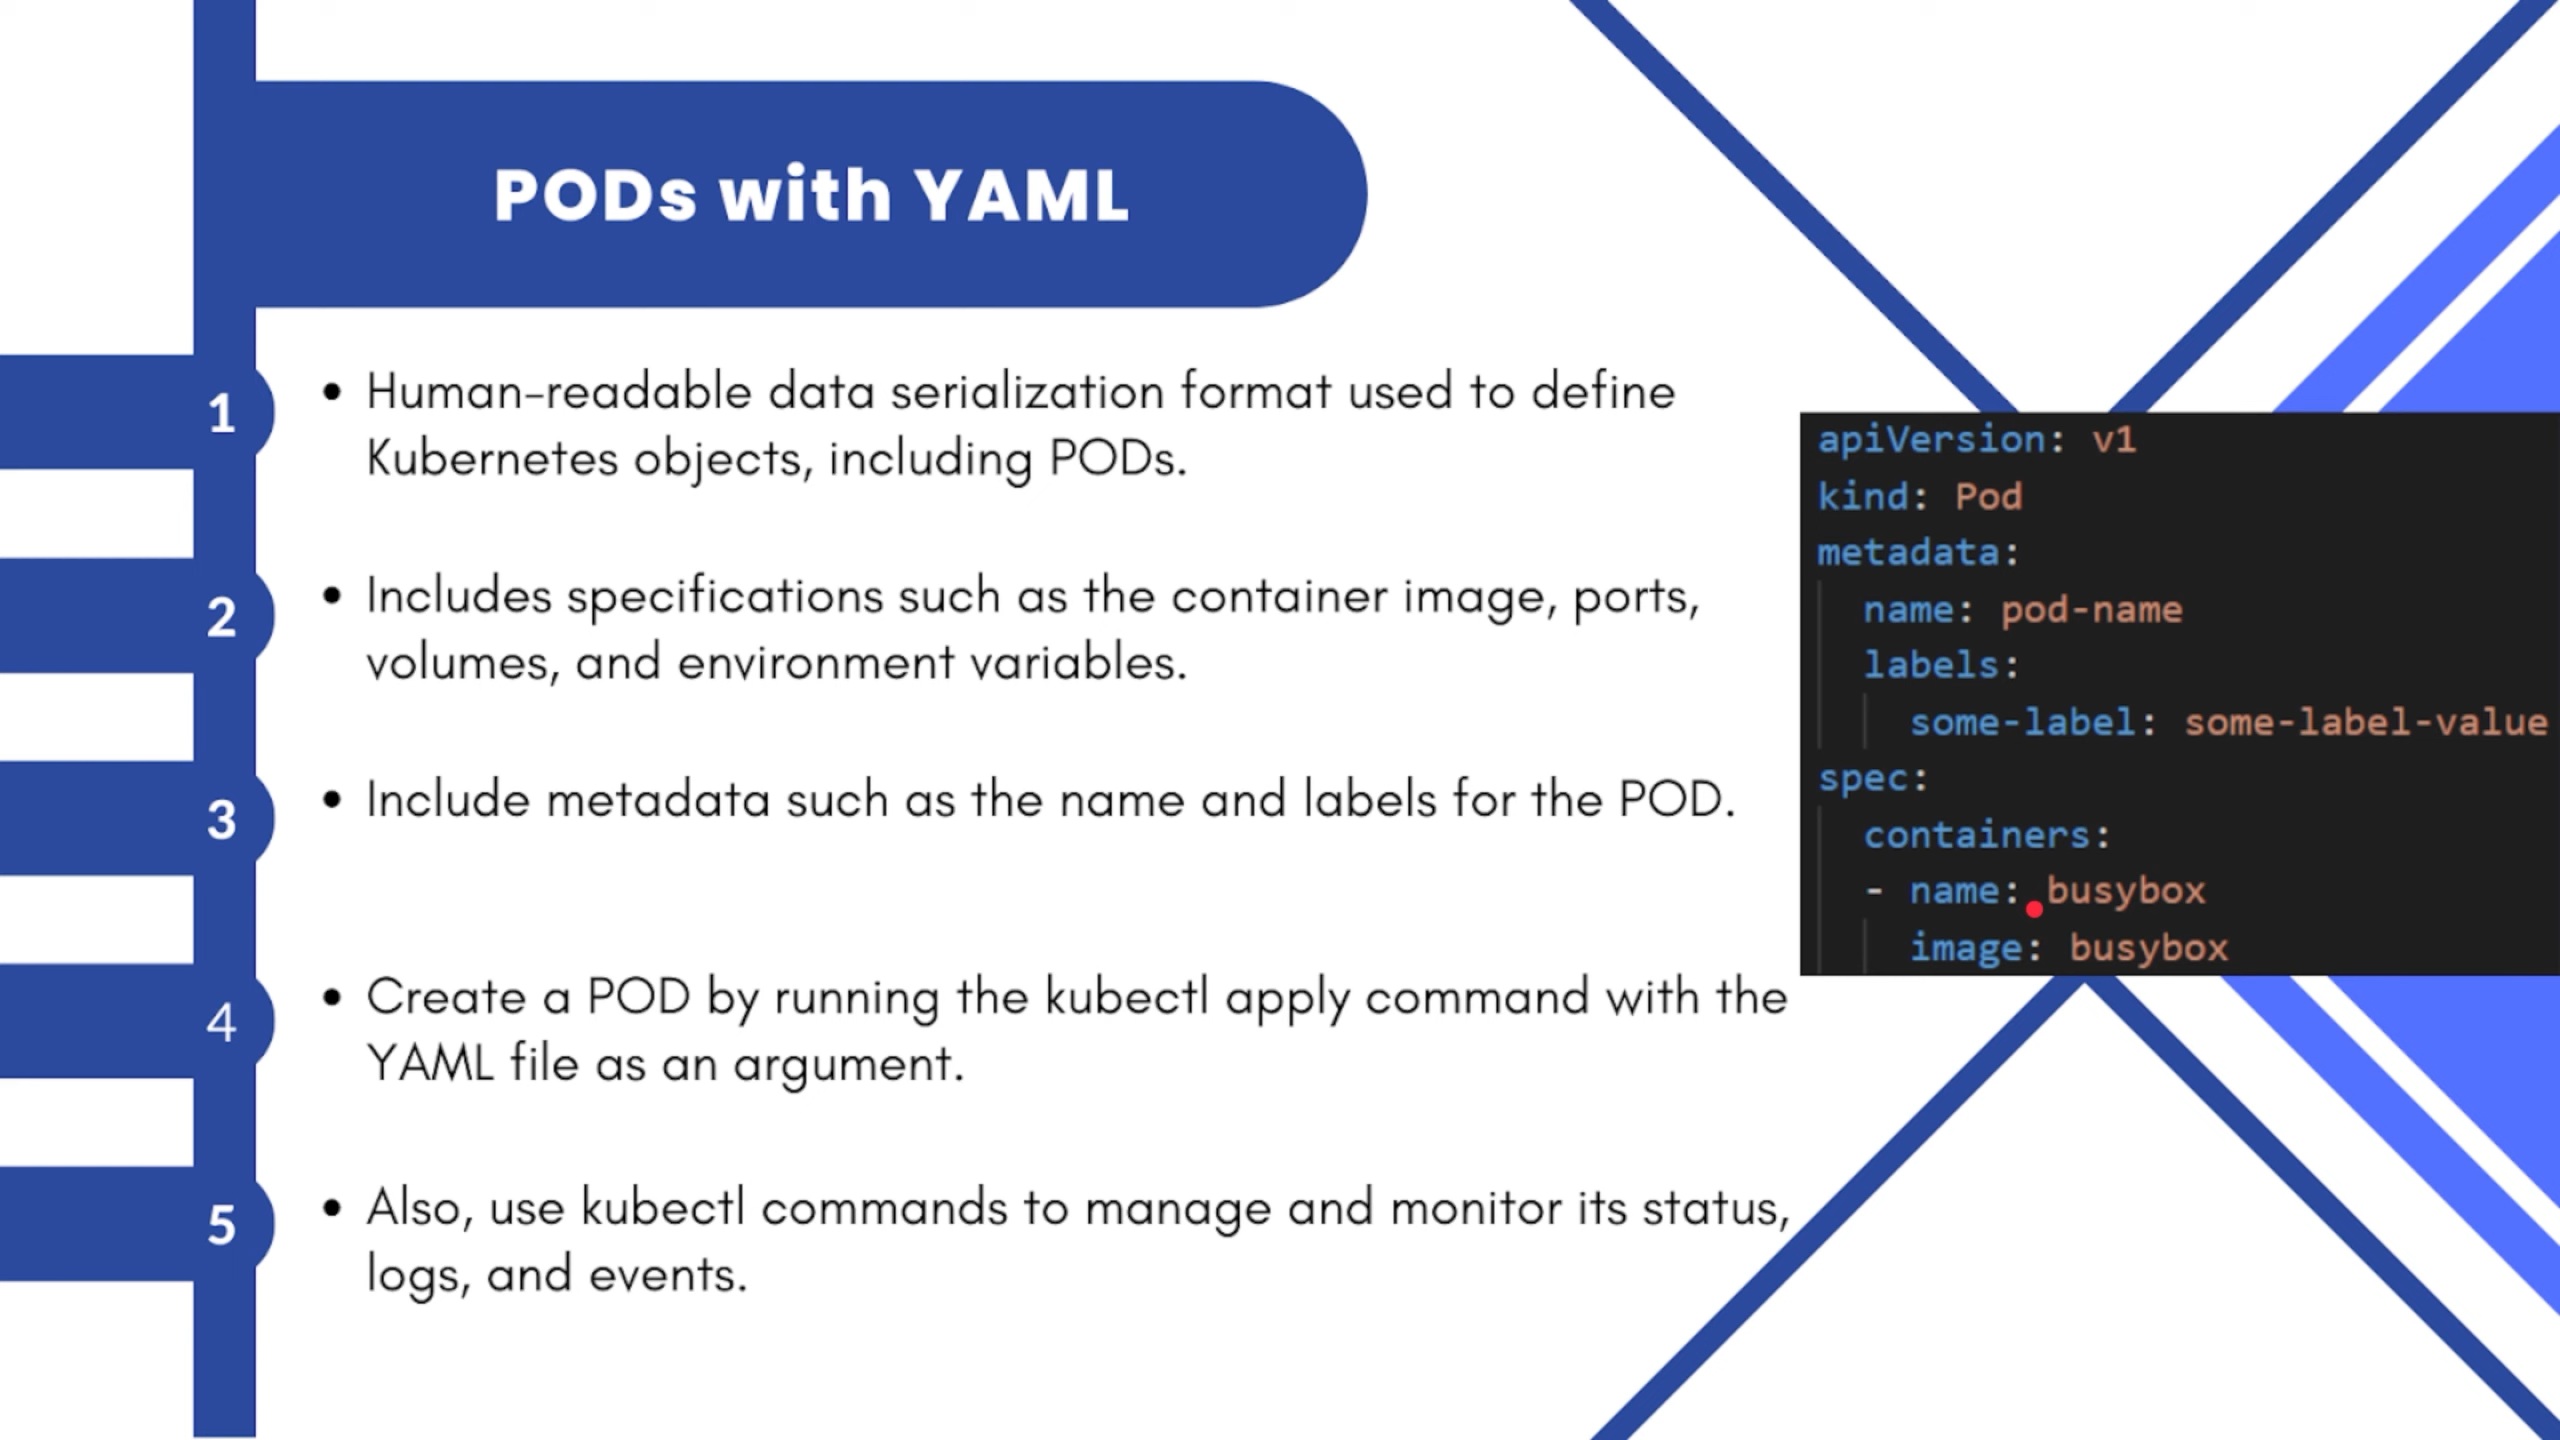 PODs with YAML
1
• Human-readable data serialization format used to define
Kubernetes objects, including PODs.
2
• Includes specifications such as the container image, ports,
volumes, and environment variables.
3
• Include metadata such as the name and labels for the POD.
4
• Create a POD by running the kubectl apply command with the
YAML file as an argument.
5
• Also, use kubectl commands to manage and monitor its status,
logs, and events.
apiVersion: v1
kind: Pod
metadata:
  name: pod-name
  labels:
    some-label: some-label-value
spec:
  containers:
  - name: busybox
    image: busybox